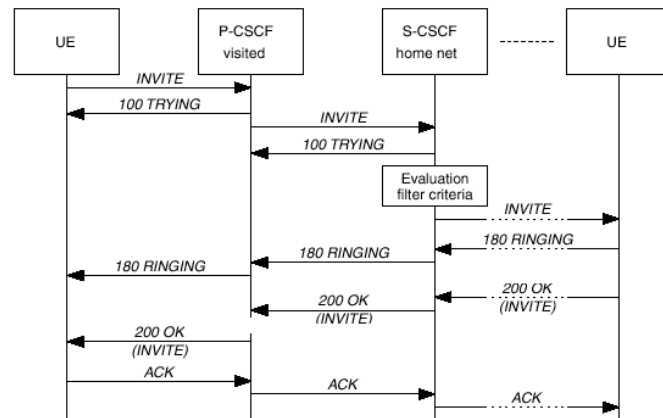 UE
P-CSCF
visited
S-CSCF
home net
UE
INVITE
100 TRYING
INVITE
100 TRYING
Evaluation
filter criteria
INVITE
180 RINGING
180 RINGING
180 RINGING
200 OK
(INVITE)
200 OK
(INVITE)
200 OK
(INVITE)
ACK
ACK
ACK